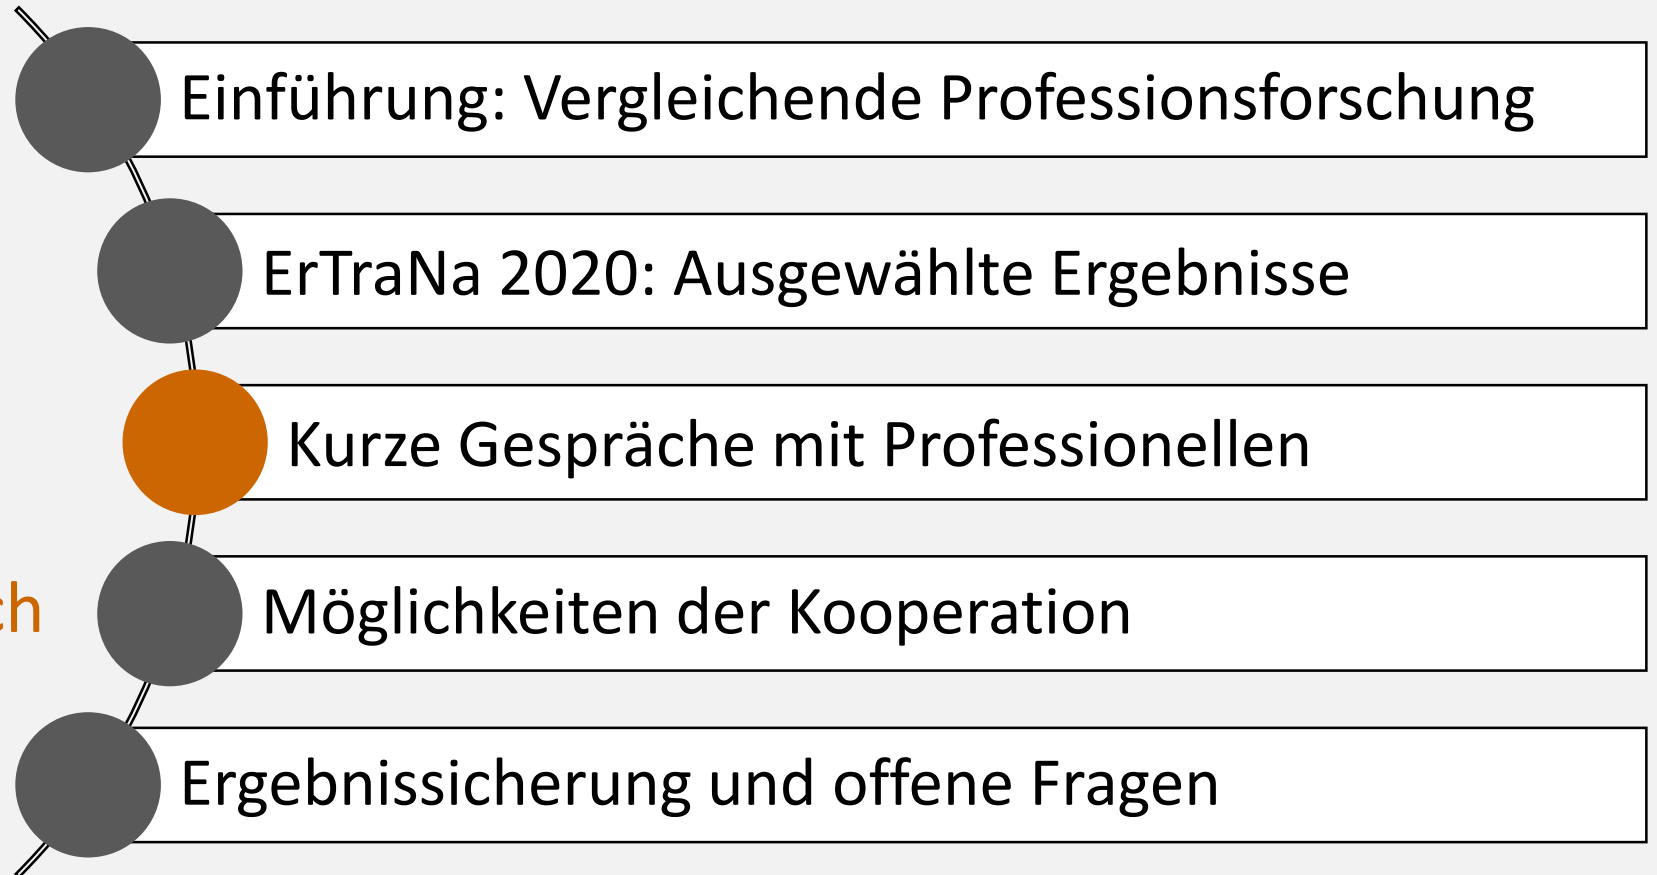 Einführung: Vergleichende Professionsforschung
ErTraNa 2020: Ausgewählte Ergebnisse
Kurze Gespräche mit Professionellen
Möglichkeiten der Kooperation
Ergebnissicherung und offene Fragen